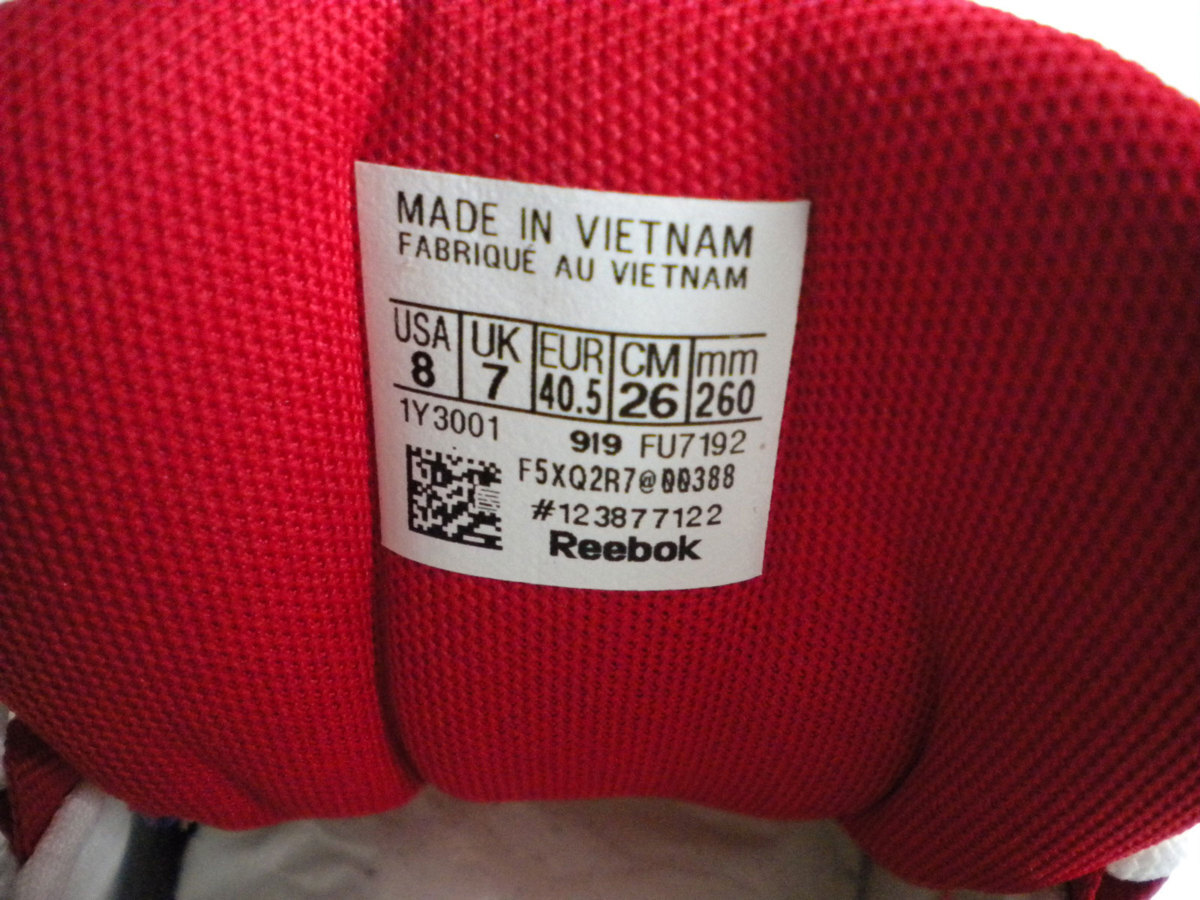 MADE IN VIETNAM
FABRIQUÉ AU VIETNAM
USA UK EUR CM mm
8 7 40.5 26 260
1Y3001 919 FU7192
F5XQ2R7@00388
#123877122
Reebok